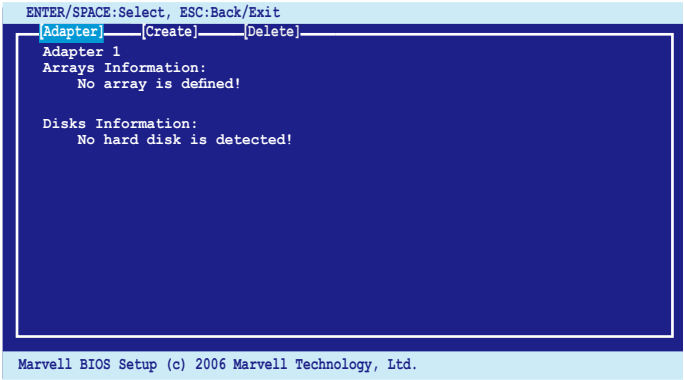 ENTER/SPACE:Select, ESC:Back/Exit
[Adapter] [Create] [Delete]
Adapter 1
Arrays Information:
No array is defined!
Disks Information:
No hard disk is detected!
Marvell BIOS Setup (c) 2006 Marvell Technology, Ltd.